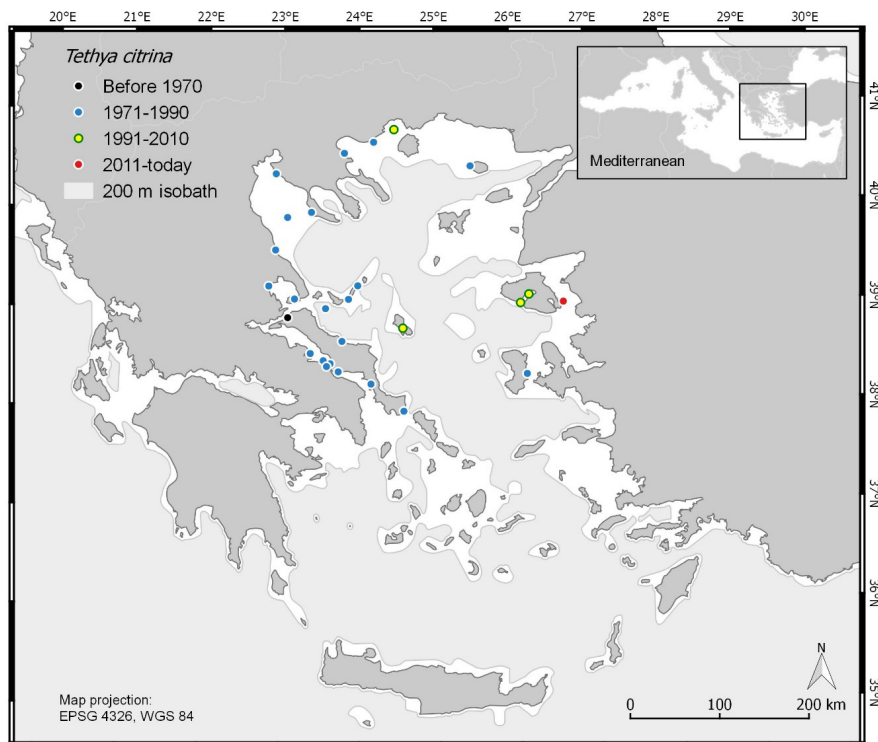 20°E 22°E 23°E 24°E 25°E 26°E 27°E 28°E 29°E 30°E
Tethya citrina
Before 1970
1971-1990
1991-2010
2011-today
200 m isobath
Mediterranean
41°N
40°N
39°N
38°N
37°N
36°N
35°N
Map projection:
EPSG 4326, WGS 84
N
0 100 200 km